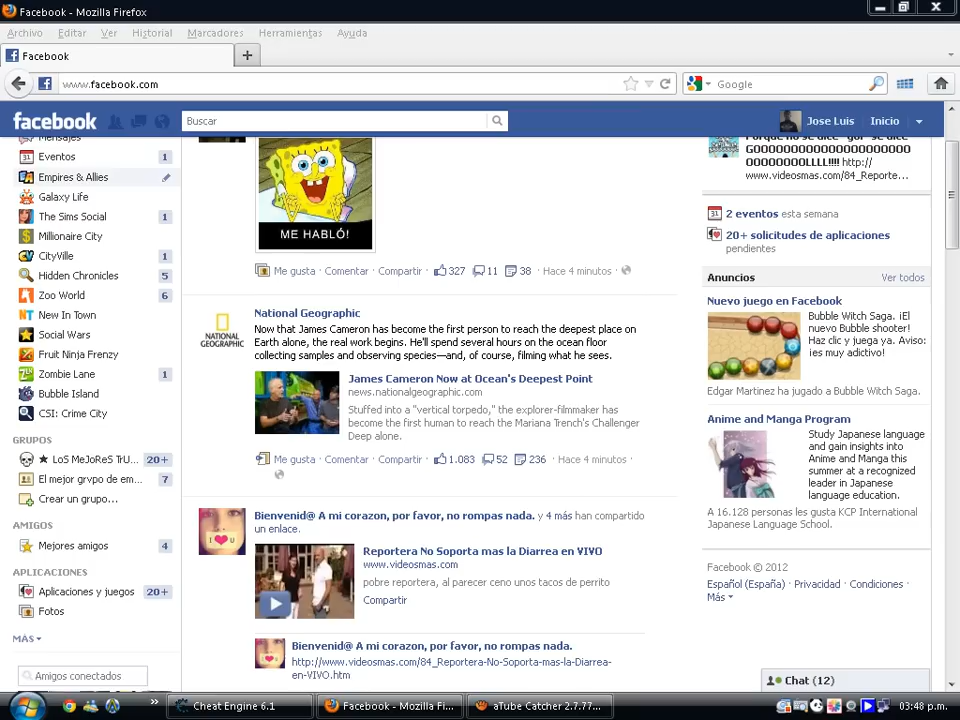 Facebook - Mozilla Firefox
Archivo Editar Ver Historial Marcadores Herramientas Ayuda
Facebook
www.facebook.com
Google
facebook
Buscar
Jose Luis Inicio
Mensajes
Eventos 1
Empires & Allies
Galaxy Life
The Sims Social 1
Millionaire City
CityVille 1
Hidden Chronicles 5
Zoo World 6
New In Town
Social Wars
Fruit Ninja Frenzy
Zombie Lane 1
Bubble Island
CSI: Crime City
GRUPOS
★ LoS MeJoReS TrU... 20+
El mejor grvpo de em... 7
Crear un grupo...
AMIGOS
Mejores amigos 4
APLICACIONES
Aplicaciones y juegos 20+
Fotos
MÁS
Amigos conectados
ME HABLÓ!
Me gusta · Comentar · Compartir · 327 11 38 · Hace 4 minutos ·
National Geographic
NATIONAL
GEOGRAPHIC
Now that James Cameron has become the first person to reach the deepest place on
Earth alone, the real work begins. He'll spend several hours on the ocean floor
collecting samples and observing species—and, of course, filming what he sees.
James Cameron Now at Ocean's Deepest Point
news.nationalgeographic.com
Stuffed into a "vertical torpedo," the explorer-filmmaker has
become the first human to reach the Mariana Trench's Challenger
Deep alone.
Me gusta · Comentar · Compartir · 1.083 52 236 · Hace 4 minutos ·
Bienvenid@ A mi corazon, por favor, no rompas nada. y 4 más han compartido
un enlace.
I ♥ U
Reportera No Soporta mas la Diarrea en VIVO
www.videosmas.com
pobre reportera, al parecer ceno unos tacos de perrito
Compartir
Bienvenid@ A mi corazon, por favor, no rompas nada.
http://www.videosmas.com/84_Reportera-No-Soporta-mas-la-Diarrea-
en-VIVO.htm
Porque no se dice "gol" se dice
GOOOOOOOOOOOOOOOOOOOO
OOOOOOOLLLL!!!! http://
www.videosmas.com/84_Reporte...
2 eventos esta semana
20+ solicitudes de aplicaciones
pendientes
Anuncios Ver todos
Nuevo juego en Facebook
Bubble Witch Saga. ¡El
nuevo Bubble shooter!
Haz clic y juega ya. Aviso:
¡es muy adictivo!
Edgar Martinez ha jugado a Bubble Witch Saga.
Anime and Manga Program
Study Japanese language
and gain insights into
Anime and Manga this
summer at a recognized
leader in Japanese
language education.
A 16.128 personas les gusta KCP International
Japanese Language School.
Facebook © 2012
Español (España) · Privacidad · Condiciones ·
Más
Chat (12)
Cheat Engine 6.1
Facebook - Mozilla Fi...
aTube Catcher 2.7.77...
03:48 p.m.